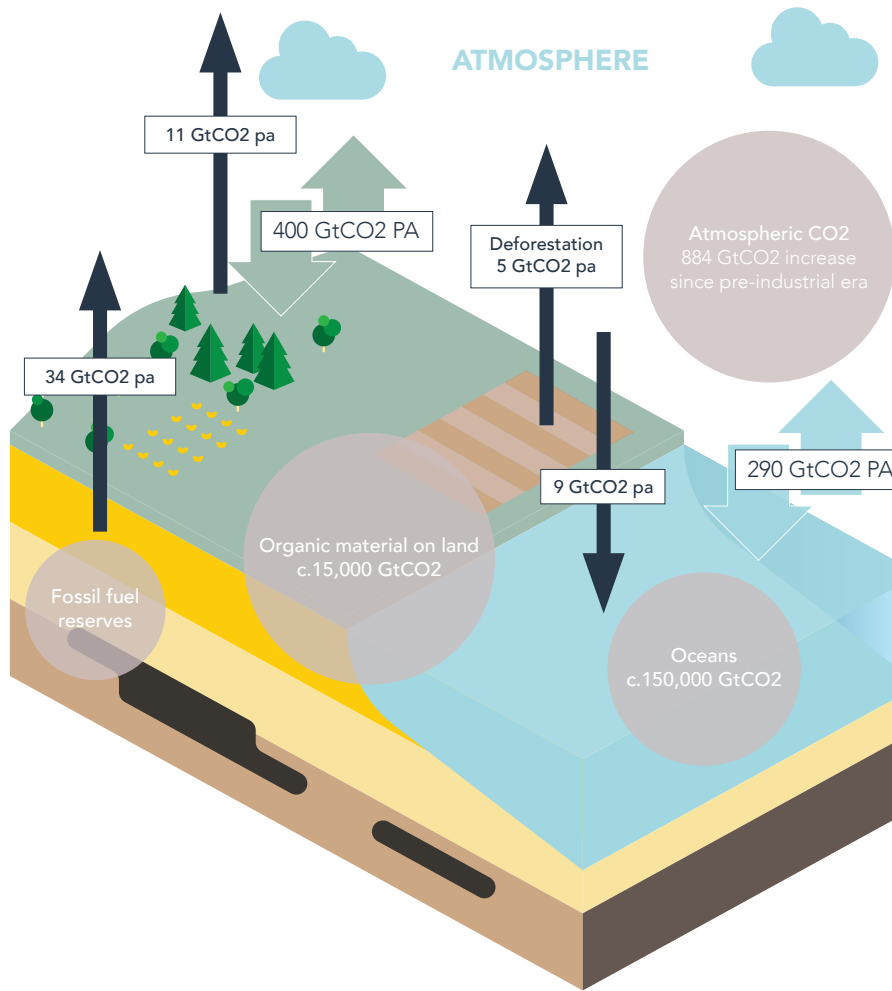 ATMOSPHERE
11 GtCO2 pa
400 GtCO2 PA
Deforestation
5 GtCO2 pa
Atmospheric CO2
884 GtCO2 increase
since pre-industrial era
34 GtCO2 pa
290 GtCO2 PA
9 GtCO2 pa
Organic material on land
c.15,000 GtCO2
Fossil fuel
reserves
Oceans
c.150,000 GtCO2